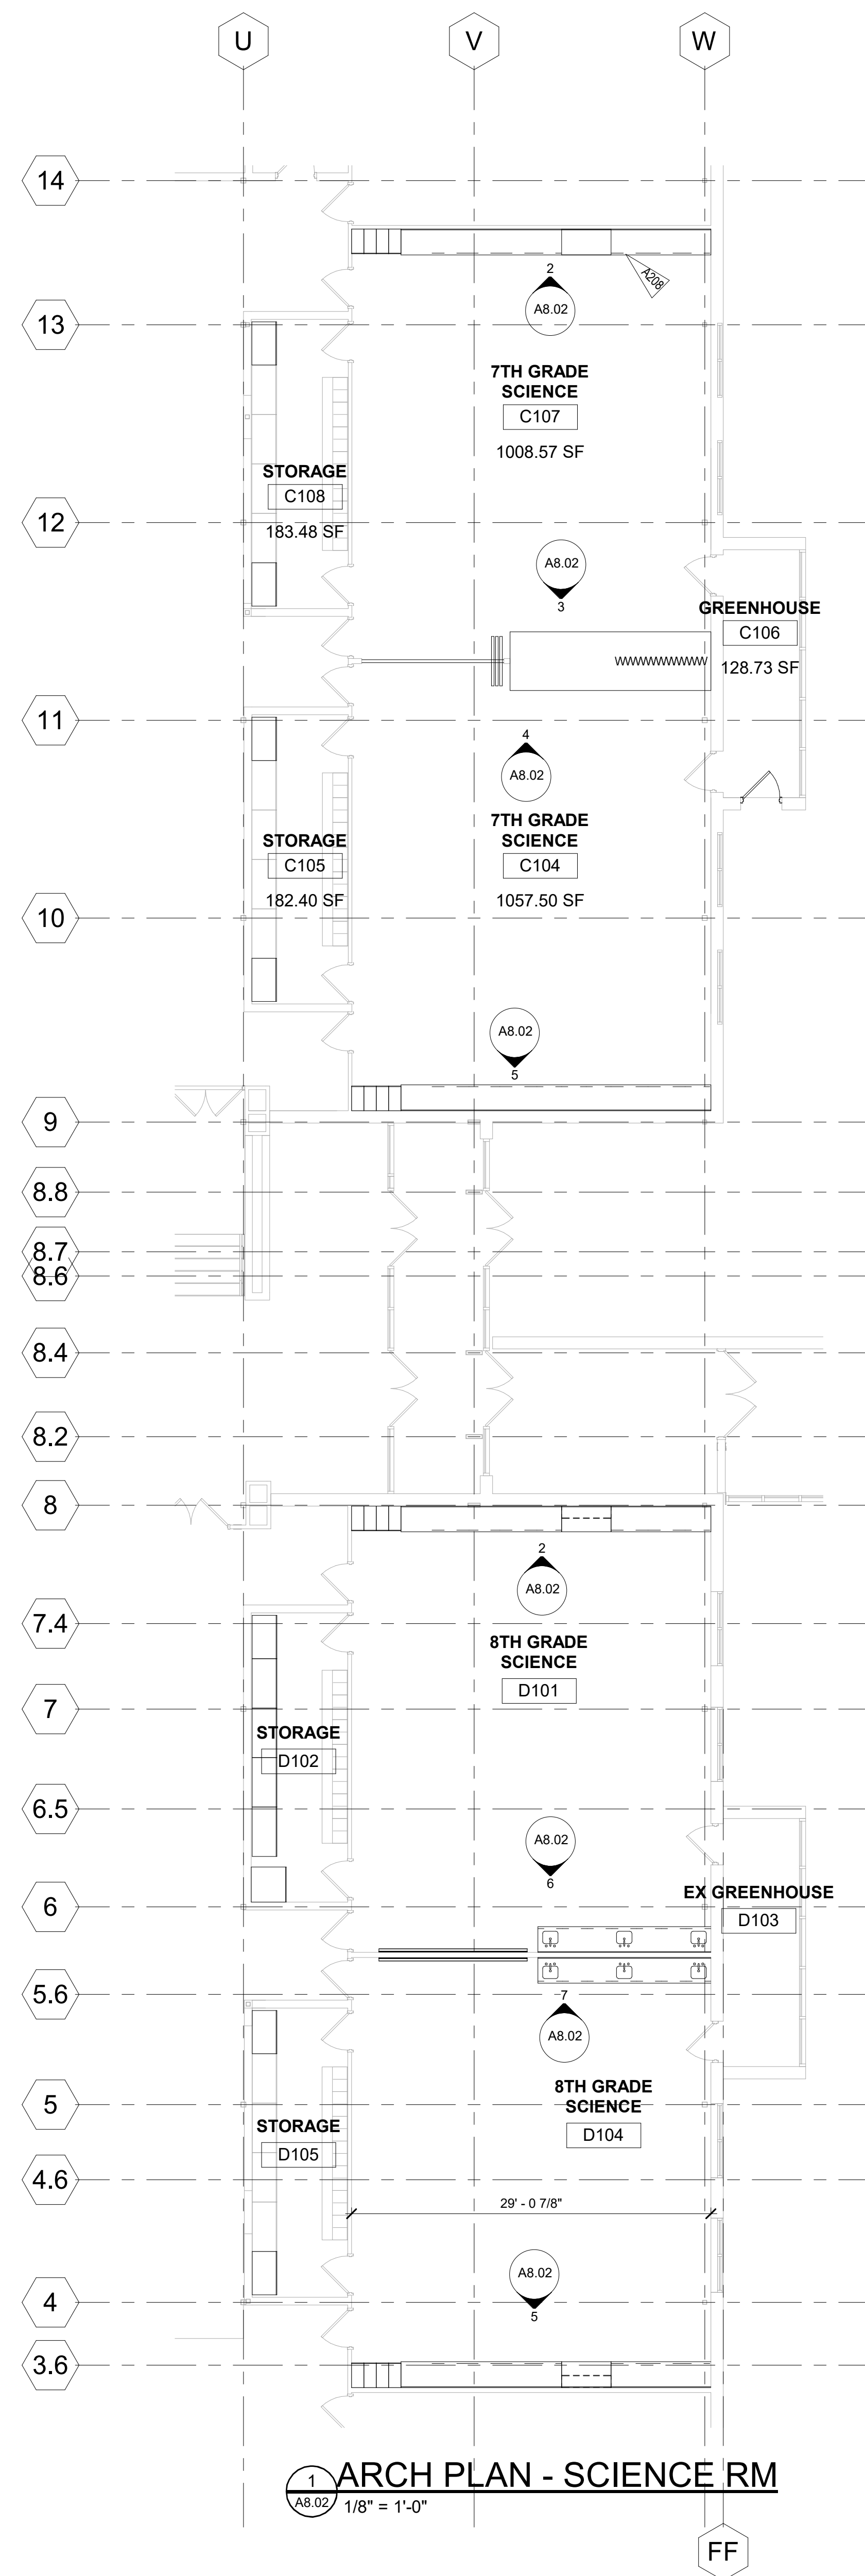 U
V
W
14
2
A208
A8.02
13
7TH GRADE
SCIENCE
C107
1008.57 SF
STORAGE
C108
183.48 SF
12
A8.02
3
GREENHOUSE
C106
128.73 SF
11
4
A8.02
7TH GRADE
SCIENCE
C104
1057.50 SF
STORAGE
C105
182.40 SF
10
A8.02
5
9
8.8
8.7
8.6
8.4
8.2
8
2
A8.02
7.4
8TH GRADE
SCIENCE
D101
7
STORAGE
D102
6.5
A8.02
6
6
EX GREENHOUSE
D103
5.6
7
A8.02
8TH GRADE
SCIENCE
D104
5
STORAGE
D105
4.6
29' - 0 7/8"
A8.02
5
4
3.6
1
A8.02
ARCH PLAN - SCIENCE RM
1/8" = 1'-0"
FF